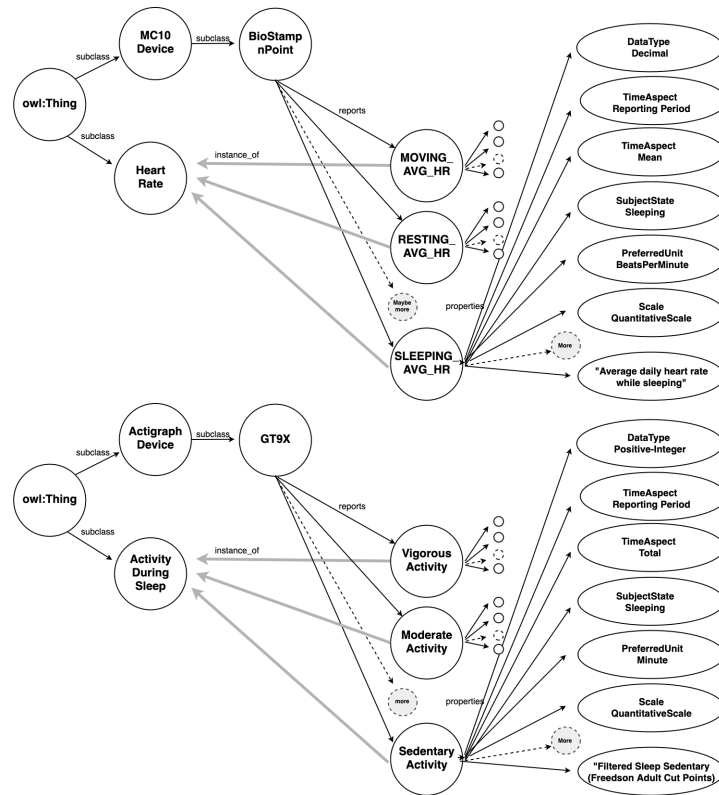 MC10
Device
subclass
subclass
BioStamp
nPoint
owl:Thing
subclass
Heart
Rate
instance_of
reports
MOVING_
AVG_HR
RESTING_
AVG_HR
Maybe
more
SLEEPING_
AVG_HR
properties
DataType
Decimal
TimeAspect
Reporting Period
TimeAspect
Mean
SubjectState
Sleeping
PreferredUnit
BeatsPerMinute
Scale
QuantitativeScale
More
"Average daily heart rate
while sleeping"
Actigraph
Device
subclass
subclass
GT9X
owl:Thing
subclass
Activity
During
Sleep
instance_of
reports
Vigorous
Activity
Moderate
Activity
more
Sedentary
Activity
properties
DataType
Positive-Integer
TimeAspect
Reporting Period
TimeAspect
Total
SubjectState
Sleeping
PreferredUnit
Minute
Scale
QuantitativeScale
More
"Filtered Sleep Sedentary
(Freedson Adult Cut Points)